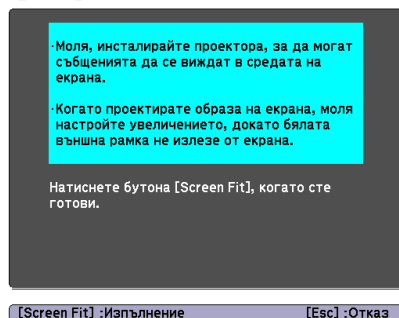 ·Моля, инсталирайте проектора, за да могат
съобщенията да се виждат в средата на
екрана.
·Когато проектирате образа на екрана, моля
настройте увеличението, докато бялата
външна рамка не излезе от екрана.
Натиснете бутона [Screen Fit], когато сте
готови.
[Screen Fit] :Изпълнение [Esc] :Отказ